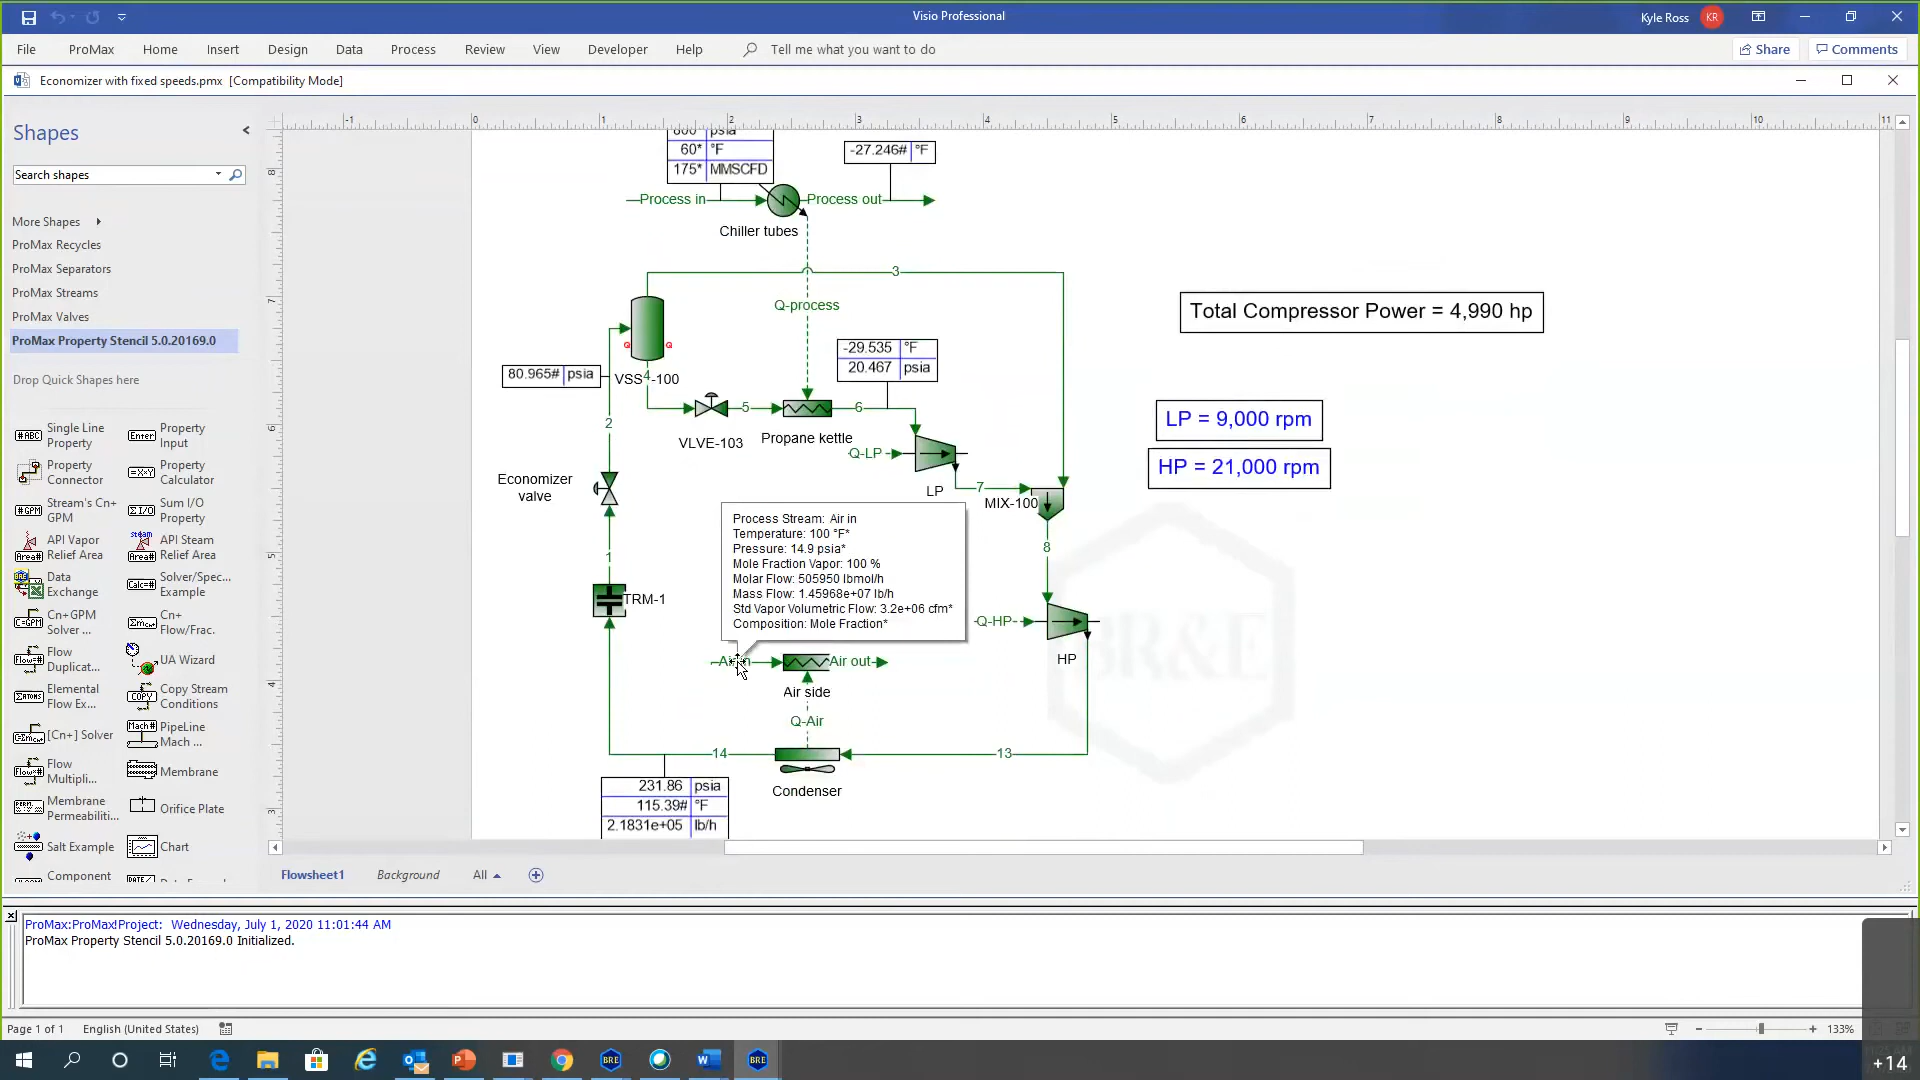 Visio Professional
Kyle Ross
KR
File
ProMax
Home
Insert
Design
Data
Process
Review
View
Developer
Help
Tell me what you want to do
Share
Comments
Economizer with fixed speeds.pmx [Compatibility Mode]
Shapes
Search shapes
More Shapes
ProMax Recycles
ProMax Separators
ProMax Streams
ProMax Valves
ProMax Property Stencil 5.0.20169.0
Drop Quick Shapes here
Single Line Property
Property Input
Property Connector
Property Calculator
Stream's Cn+ GPM
Sum I/O Property
API Vapor Relief Area
API Steam Relief Area
Data Exchange
Solver/Spec... Example
Cn+GPM Solver ...
Cn+ Flow/Frac.
Flow Duplicat...
UA Wizard
Elemental Flow Ex...
Copy Stream Conditions
[Cn+] Solver
PipeLine Mach ...
Flow Multipli...
Membrane
Membrane Permeabiliti...
Orifice Plate
Salt Example
Chart
Component
800* psia
60* °F
175* MMSCFD
-27.246# °F
Process in
Process out
Chiller tubes
3
Q-process
Total Compressor Power = 4,990 hp
-29.535 °F
20.467 psia
80.965# psia
VSSL-100
4
5
6
2
VLVE-103
Propane kettle
Q-LP
LP
7
MIX-100
LP = 9,000 rpm
HP = 21,000 rpm
Economizer
valve
Process Stream: Air in
Temperature: 100 °F*
Pressure: 14.9 psia*
Mole Fraction Vapor: 100 %
Molar Flow: 505950 lbmol/h
Mass Flow: 1.45968e+07 lb/h
Std Vapor Volumetric Flow: 3.2e+06 cfm*
Composition: Mole Fraction*
8
1
TRM-1
Q-HP
HP
BR&E
Air in
Air out
Air side
Q-Air
14
13
Condenser
231.86 psia
115.39# °F
2.1831e+05 lb/h
Flowsheet1
Background
All
ProMax:ProMax!Project: Wednesday, July 1, 2020 11:01:44 AM
ProMax Property Stencil 5.0.20169.0 Initialized.
Page 1 of 1
English (United States)
133%
+14